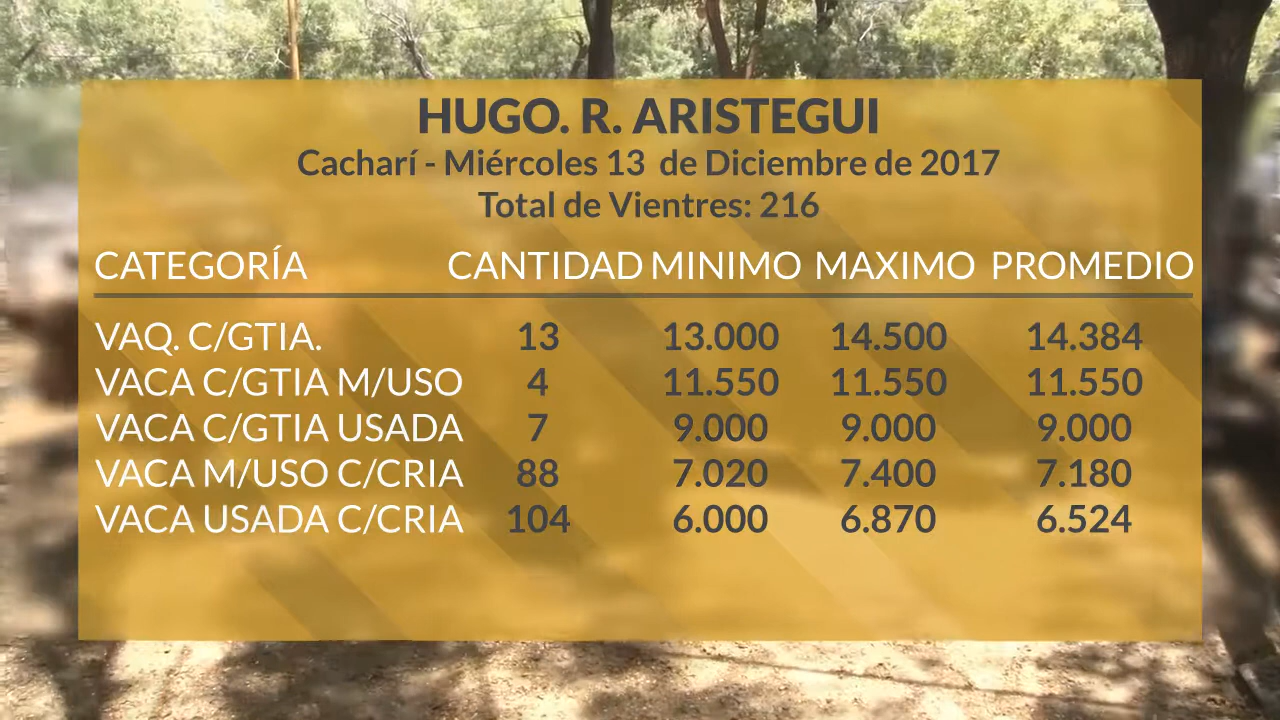 HUGO. R. ARISTEGUI
Cacharí - Miércoles 13 de Diciembre de 2017
Total de Vientres: 216
CATEGORÍA CANTIDAD MINIMO MAXIMO PROMEDIO
VAQ. C/GTIA. 13 13.000 14.500 14.384
VACA C/GTIA M/USO 4 11.550 11.550 11.550
VACA C/GTIA USADA 7 9.000 9.000 9.000
VACA M/USO C/CRIA 88 7.020 7.400 7.180
VACA USADA C/CRIA 104 6.000 6.870 6.524